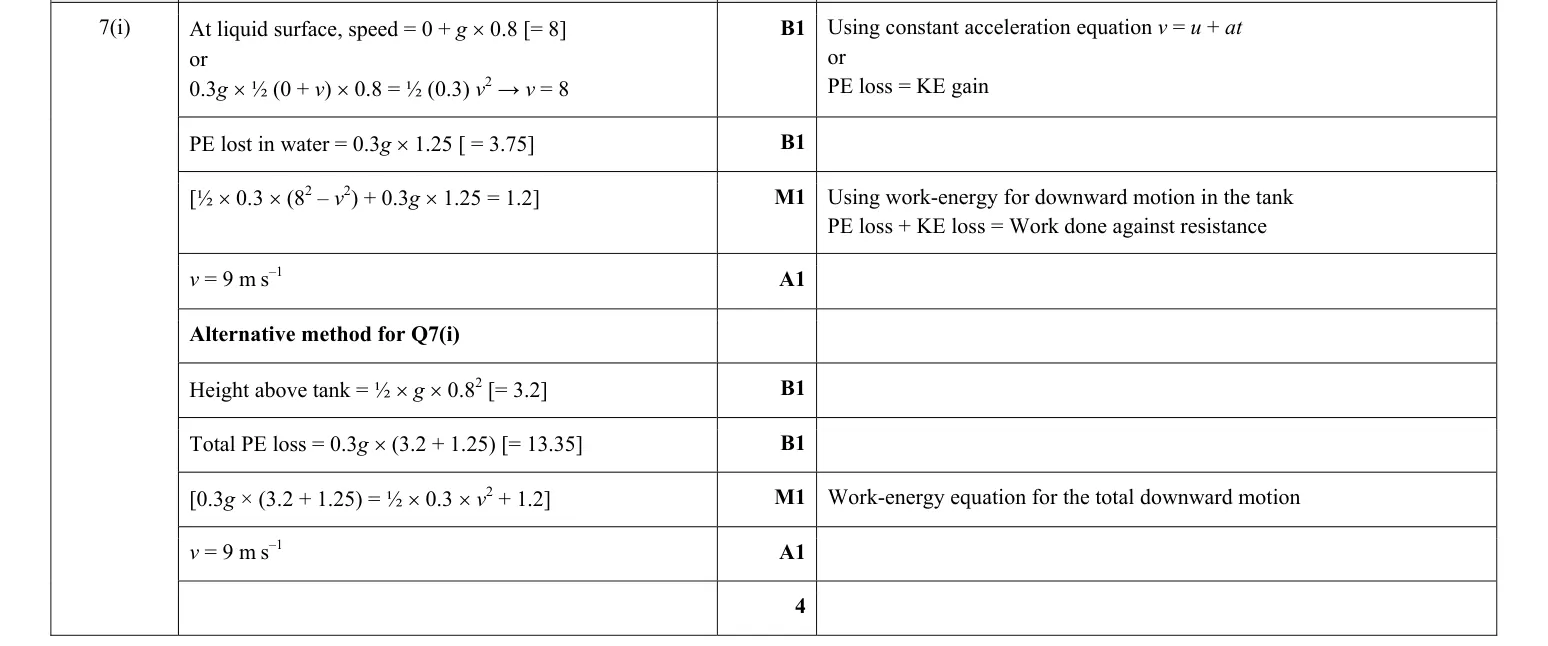 7(i)
At liquid surface, speed = 0 + g × 0.8 [= 8]
or
0.3g × ½ (0 + v) × 0.8 = ½ (0.3) v² → v = 8
B1
Using constant acceleration equation v = u + at
or
PE loss = KE gain
PE lost in water = 0.3g × 1.25 [ = 3.75]
B1
[½ × 0.3 × (8² – v²) + 0.3g × 1.25 = 1.2]
M1
Using work-energy for downward motion in the tank
PE loss + KE loss = Work done against resistance
v = 9 m s⁻¹
A1
Alternative method for Q7(i)
Height above tank = ½ × g × 0.8² [= 3.2]
B1
Total PE loss = 0.3g × (3.2 + 1.25) [= 13.35]
B1
[0.3g × (3.2 + 1.25) = ½ × 0.3 × v² + 1.2]
M1
Work-energy equation for the total downward motion
v = 9 m s⁻¹
A1
4